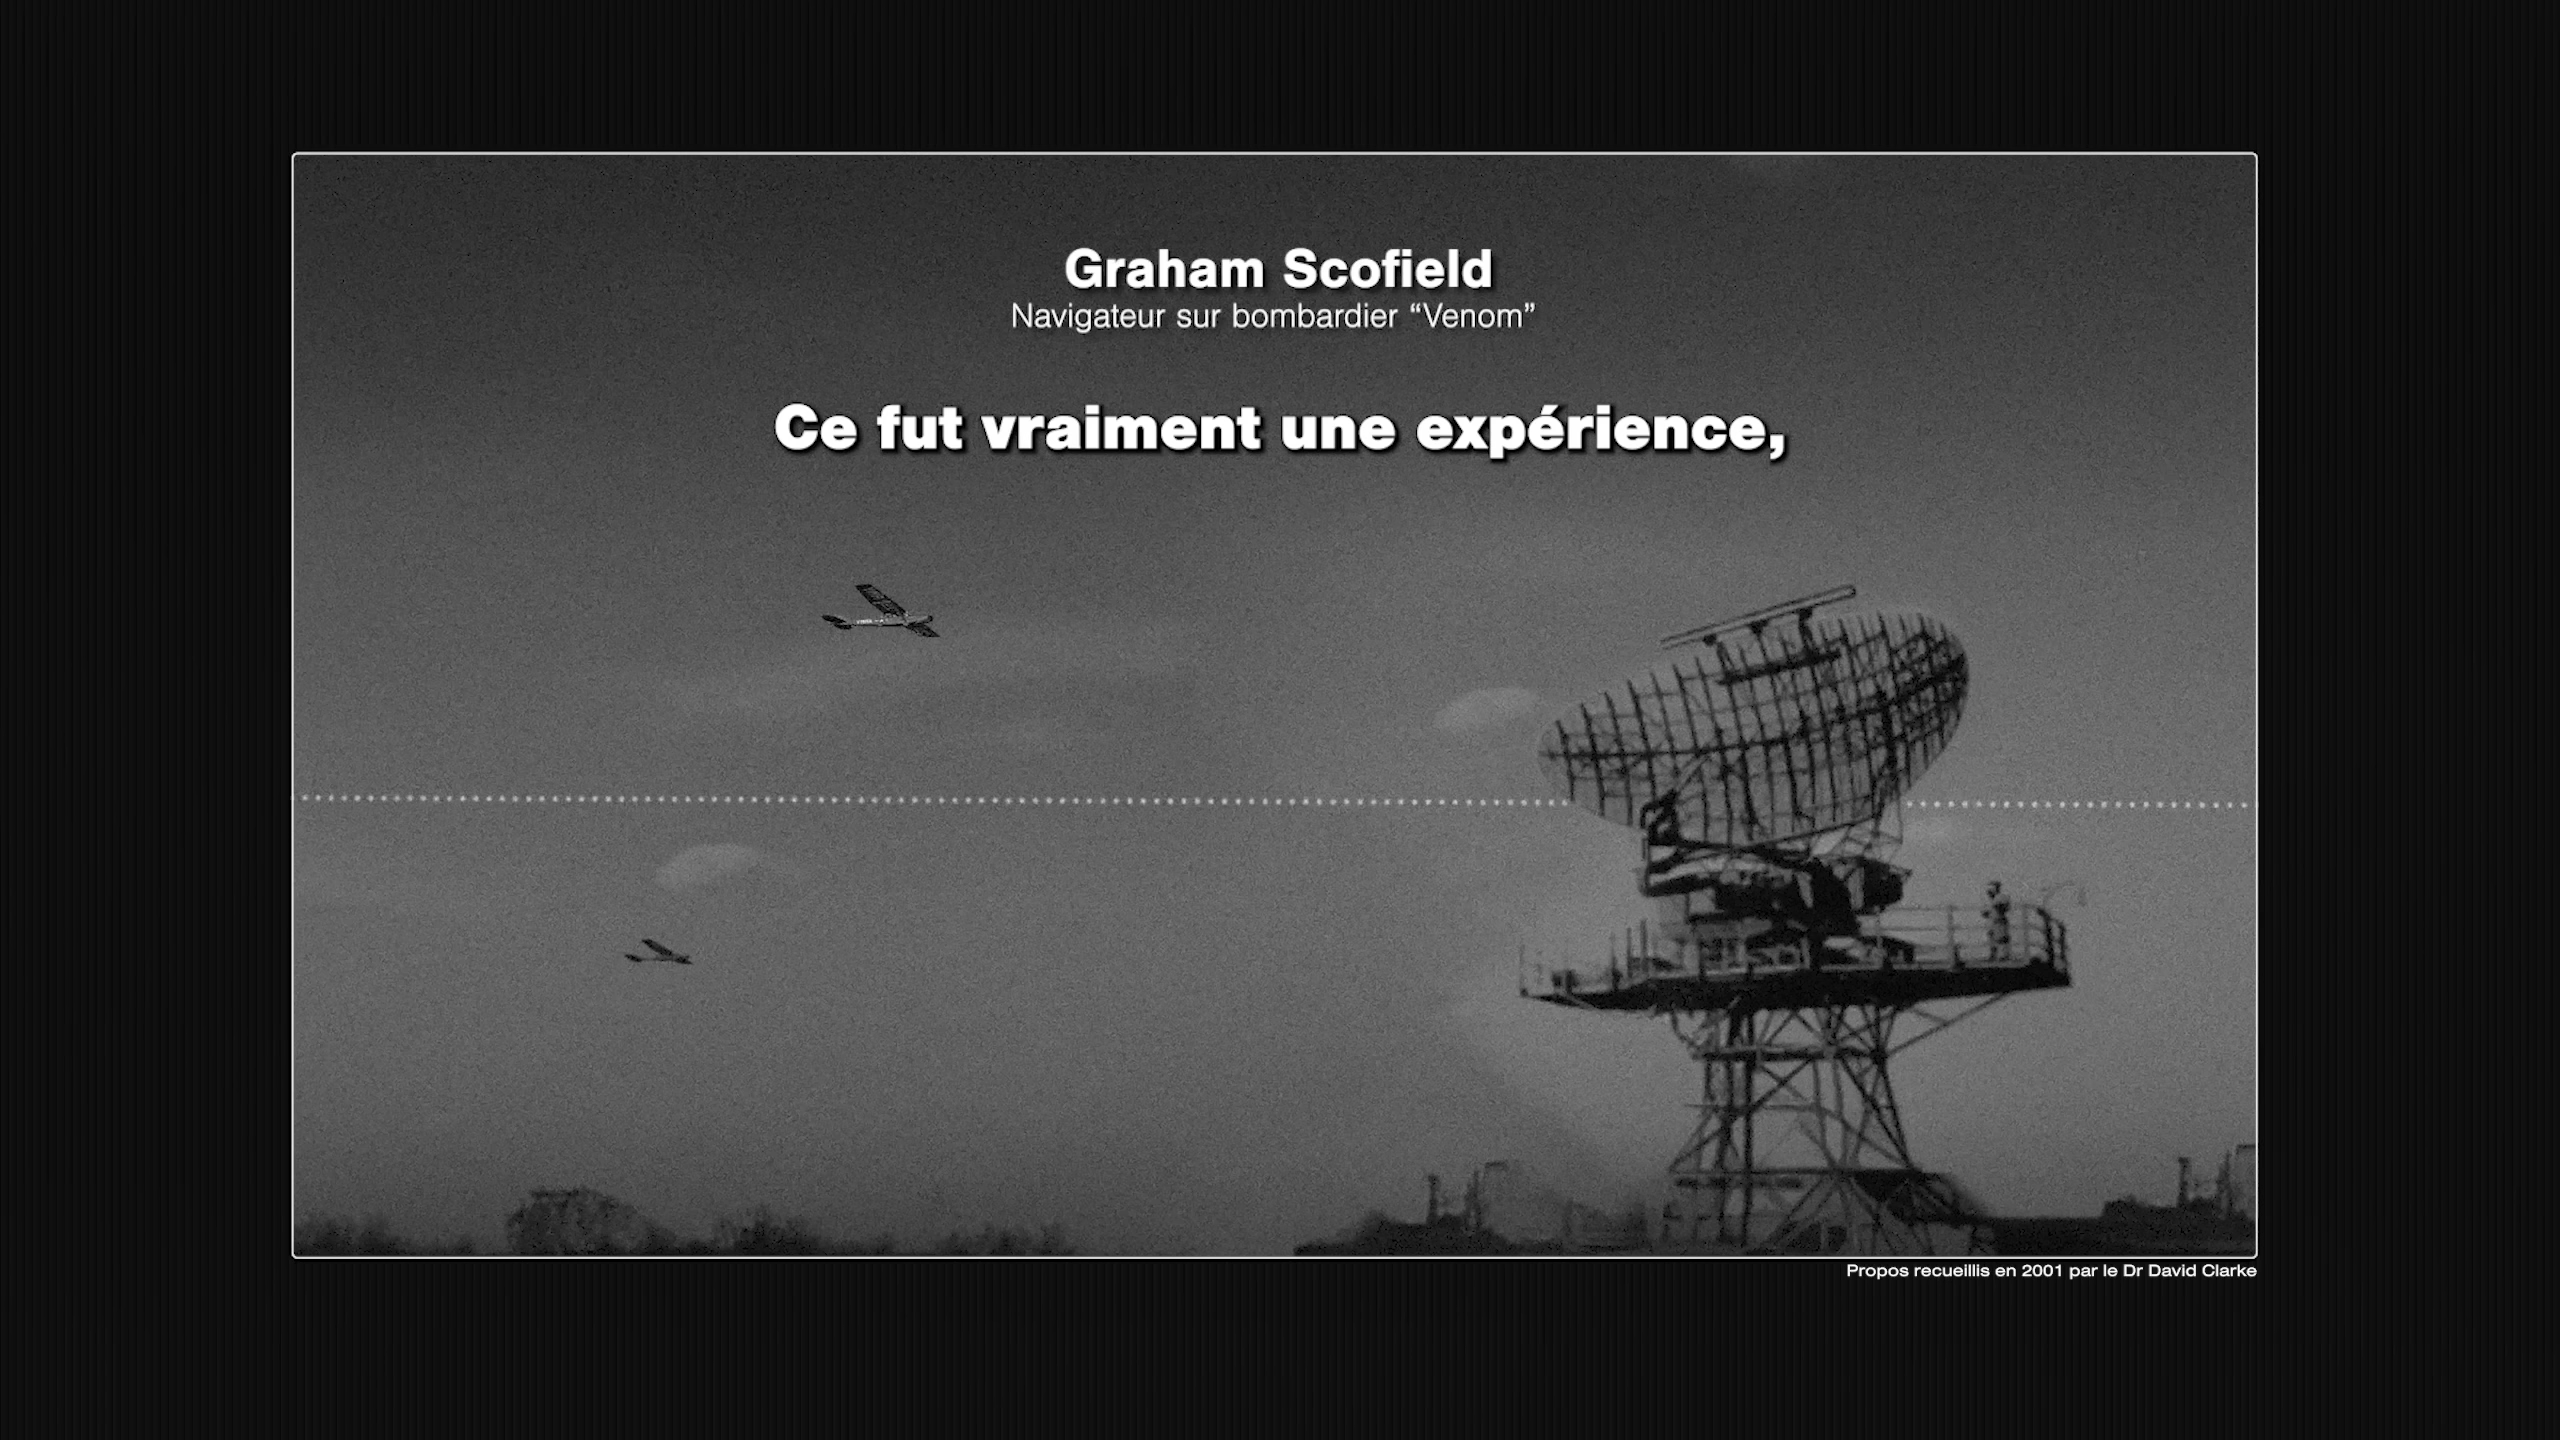 Graham Scofield
Navigateur sur bombardier “Venom”
Ce fut vraiment une expérience,
Propos recueillis en 2001 par le Dr David Clarke